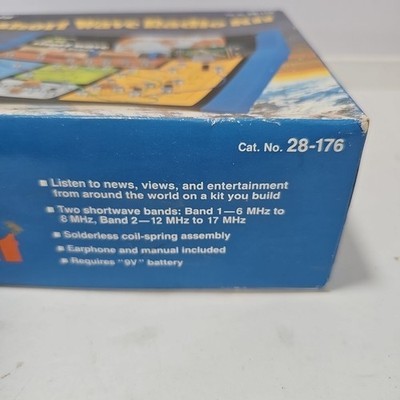 Short Wave Radio Kit
Cat. No. 28-176
■ Listen to news, views, and entertainment
from around the world on a kit you build
■ Two shortwave bands: Band 1—6 MHz to
8 MHz, Band 2—12 MHz to 17 MHz
■ Solderless coil-spring assembly
■ Earphone and manual included
■ Requires "9V" battery